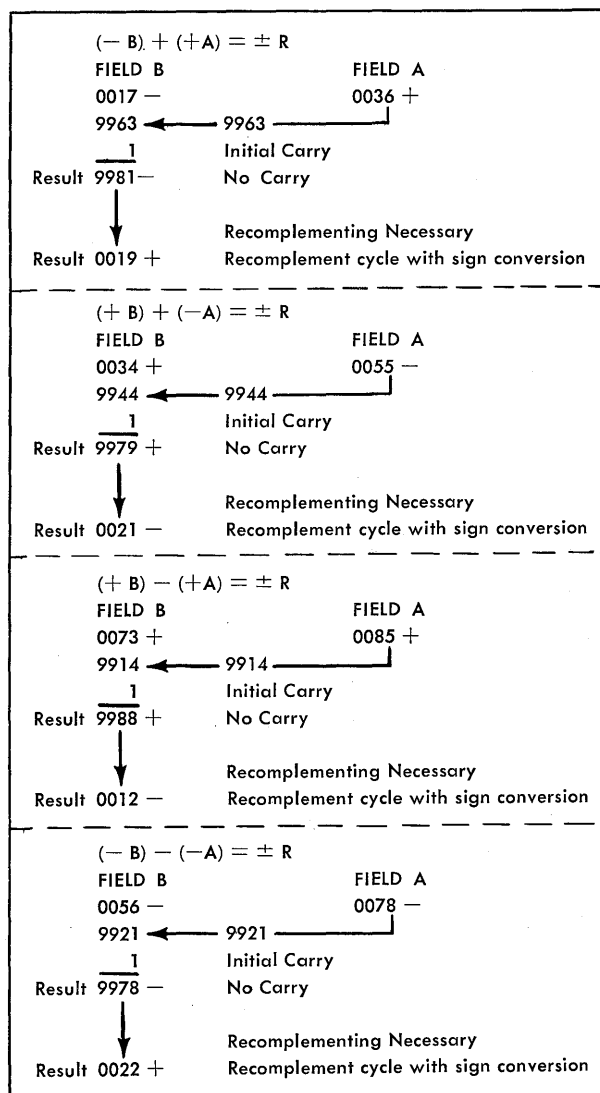 (− B) + (+A) = ± R
FIELD B FIELD A
0017 − 0036 +
9963 9963
1 Initial Carry
Result 9981− No Carry
Recomplementing Necessary
Result 0019 + Recomplement cycle with sign conversion
(+ B) + (−A) = ± R
FIELD B FIELD A
0034 + 0055 −
9944 9944
1 Initial Carry
Result 9979 + No Carry
Recomplementing Necessary
Result 0021 − Recomplement cycle with sign conversion
(+ B) − (+A) = ± R
FIELD B FIELD A
0073 + 0085 +
9914 9914
1 Initial Carry
Result 9988 + No Carry
Recomplementing Necessary
Result 0012 − Recomplement cycle with sign conversion
(− B) − (−A) = ± R
FIELD B FIELD A
0056 − 0078 −
9921 9921
1 Initial Carry
Result 9978 − No Carry
Recomplementing Necessary
Result 0022 + Recomplement cycle with sign conversion